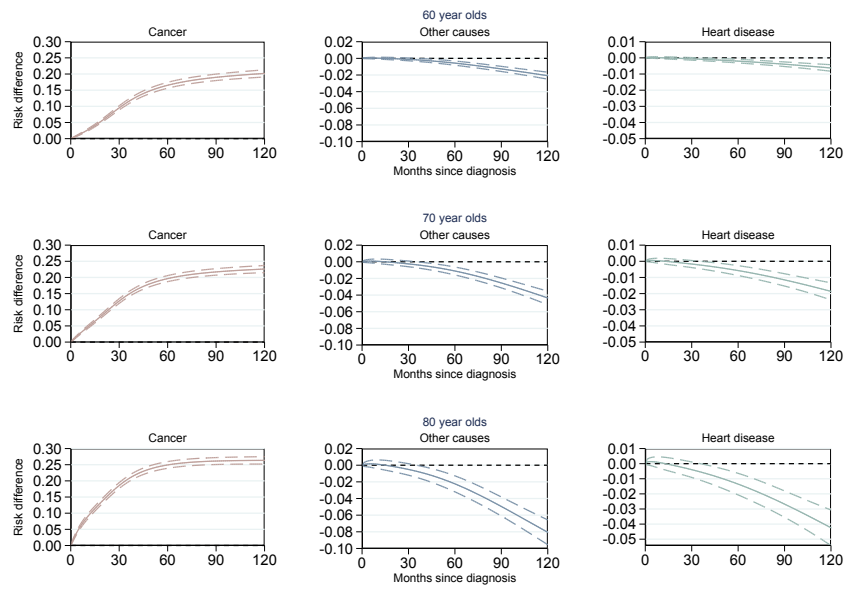 60 year olds
Cancer Other causes Heart disease
Risk difference
0.30 0.25 0.20 0.15 0.10 0.05 0.00
0 30 60 90 120
0.02 0.00 -0.02 -0.04 -0.06 -0.08 -0.10
0 30 60 90 120
Months since diagnosis
0.01 0.00 -0.01 -0.02 -0.03 -0.04 -0.05
0 30 60 90 120
70 year olds
Cancer Other causes Heart disease
Risk difference
0.30 0.25 0.20 0.15 0.10 0.05 0.00
0 30 60 90 120
0.02 0.00 -0.02 -0.04 -0.06 -0.08 -0.10
0 30 60 90 120
Months since diagnosis
0.01 0.00 -0.01 -0.02 -0.03 -0.04 -0.05
0 30 60 90 120
80 year olds
Cancer Other causes Heart disease
Risk difference
0.30 0.25 0.20 0.15 0.10 0.05 0.00
0 30 60 90 120
0.02 0.00 -0.02 -0.04 -0.06 -0.08 -0.10
0 30 60 90 120
Months since diagnosis
0.01 0.00 -0.01 -0.02 -0.03 -0.04 -0.05
0 30 60 90 120